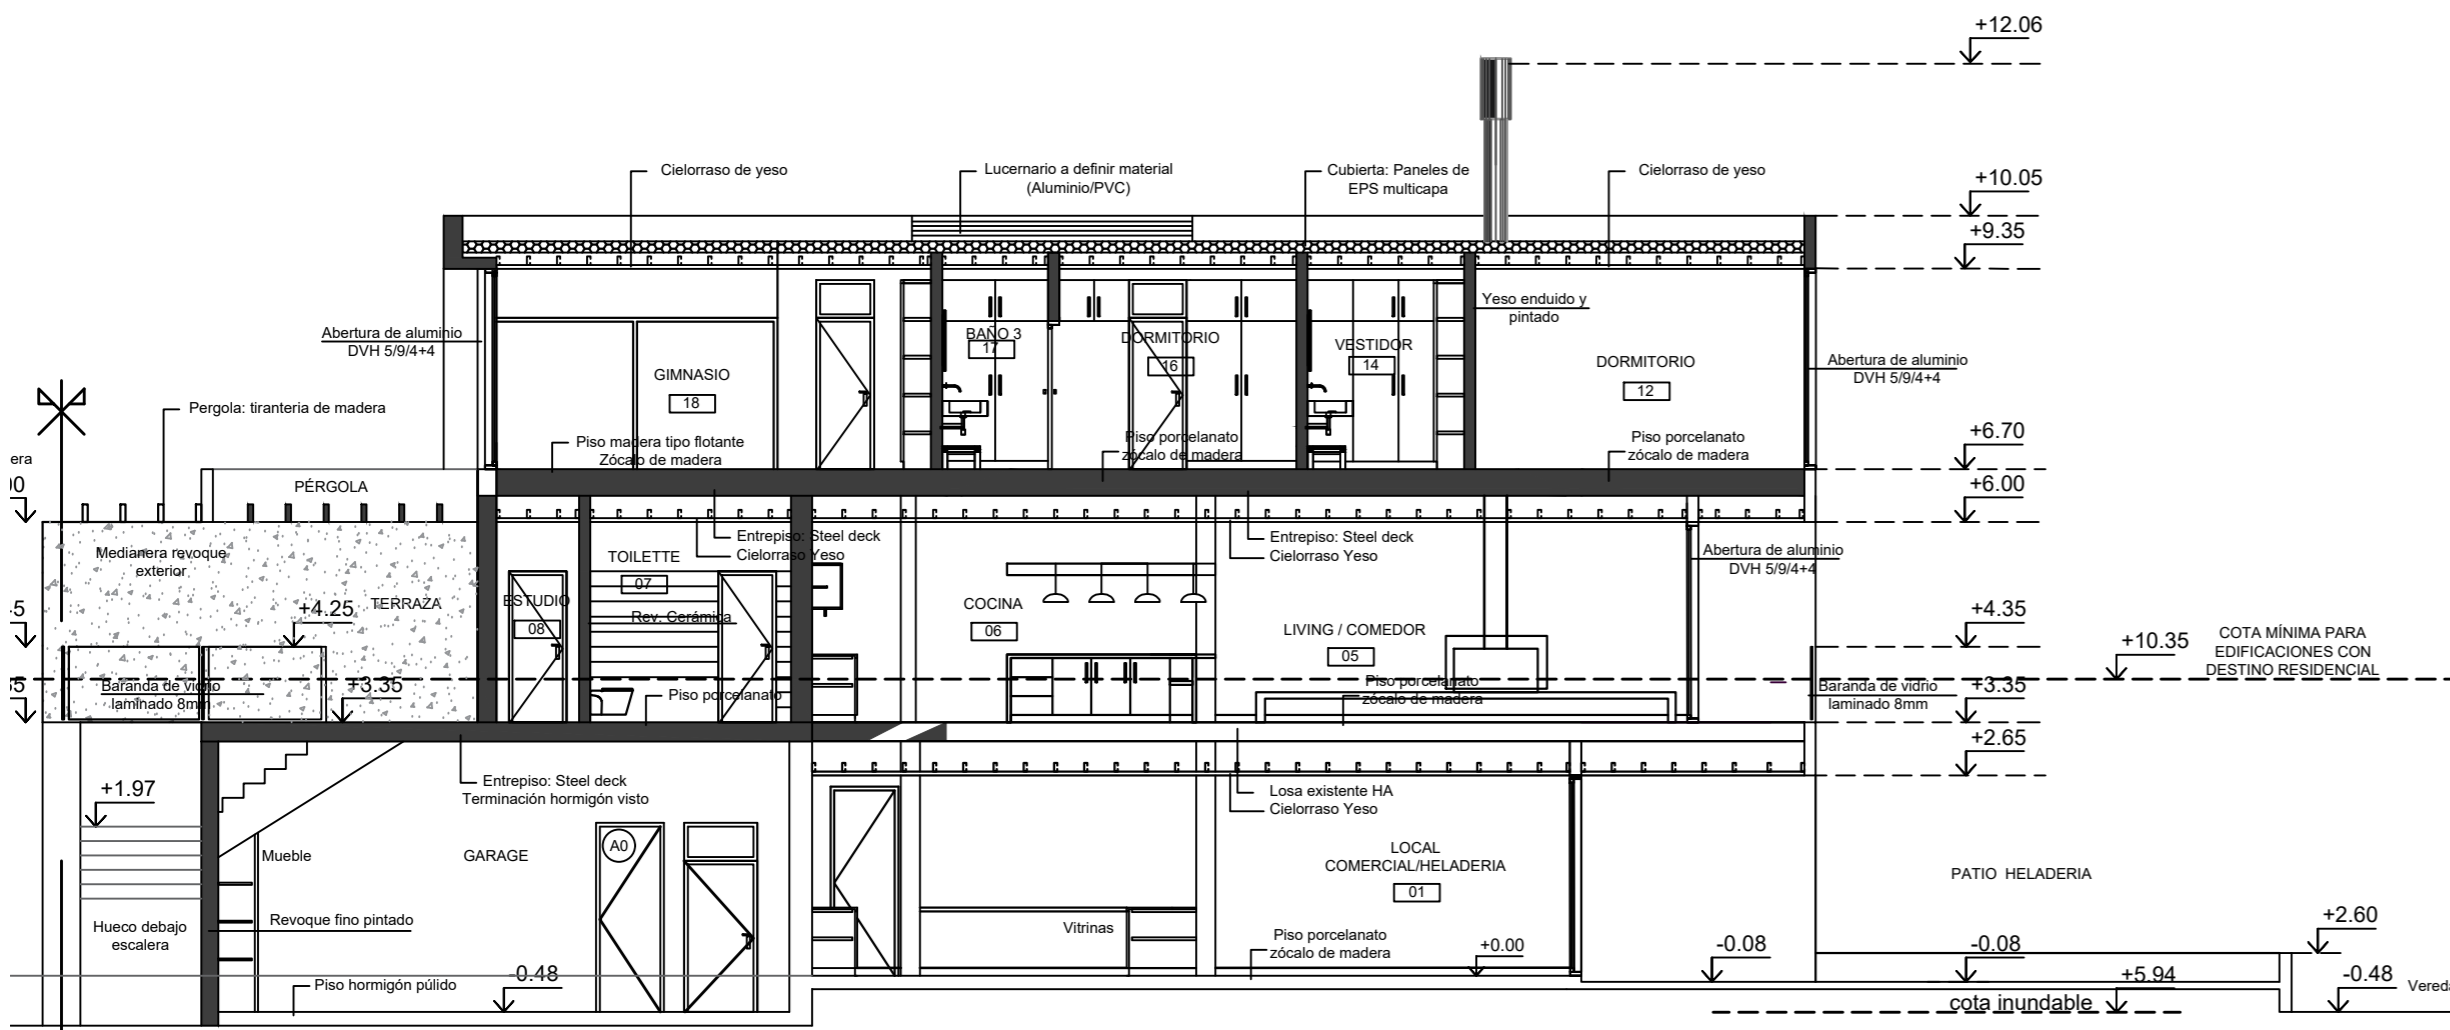 +12.06
Cielorraso de yeso
Lucernario a definir material
(Aluminio/PVC)
Cubierta: Paneles de
EPS multicapa
Cielorraso de yeso
+10.05
+9.35
Abertura de aluminio
DVH 5/9/4+4
GIMNASIO
18
BAÑO 3
17
DORMITORIO
16
VESTIDOR
14
Yeso enduido y
pintado
DORMITORIO
12
Abertura de aluminio
DVH 5/9/4+4
Pergola: tiranteria de madera
Piso madera tipo flotante
Zócalo de madera
Piso porcelanato
zócalo de madera
Piso porcelanato
zócalo de madera
+6.70
+6.00
era
00
PÉRGOLA
Medianera revoque
exterior
TERRAZA
+4.25
TOILETTE
07
Entrepiso: Steel deck
Cielorraso Yeso
ESTUDIO
08
Rev. Cerámica
COCINA
06
Entrepiso: Steel deck
Cielorraso Yeso
LIVING / COMEDOR
05
Abertura de aluminio
DVH 5/9/4+4
+4.35
+10.35
COTA MÍNIMA PARA
EDIFICACIONES CON
DESTINO RESIDENCIAL
Baranda de vidrio
laminado 8mm
+3.35
Piso porcelanato
Piso porcelanato
zócalo de madera
Baranda de vidrio
laminado 8mm
+3.35
+2.65
+1.97
Entrepiso: Steel deck
Terminación hormigón visto
Losa existente HA
Cielorraso Yeso
Mueble
GARAGE
A0
LOCAL
COMERCIAL/HELADERIA
01
PATIO HELADERIA
Hueco debajo
escalera
Revoque fino pintado
Vitrinas
Piso porcelanato
zócalo de madera
+0.00
-0.08
-0.08
+2.60
Piso hormigón púlido
-0.48
+5.94
-0.48
Vereda
cota inundable